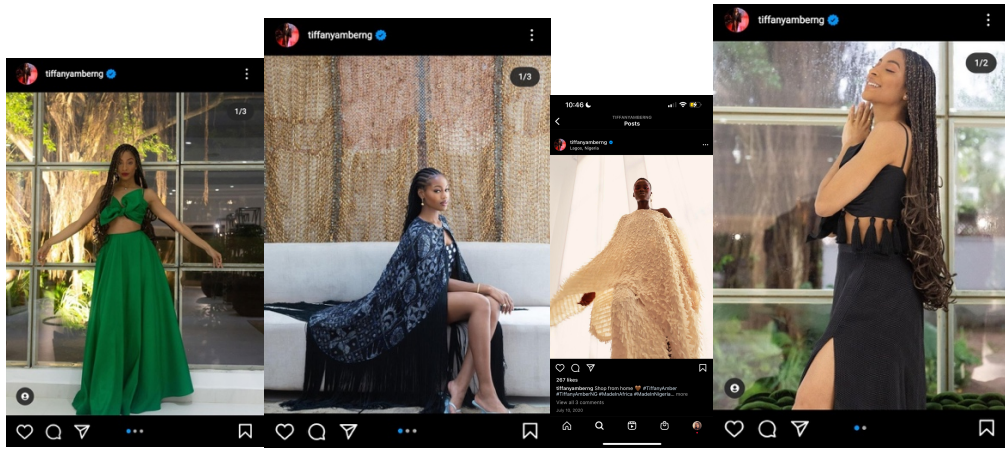 tiffanyamberng
1/3
tiffanyamberng
1/3
10:46
TIFFANYAMBERNG
Posts
tiffanyamberng
Lagos, Nigeria
267 likes
tiffanyamberng Shop from home 🧡 #TiffanyAmber
#TiffanyAmberNG #MadeInAfrica #MadeInNigeria... more
View all 3 comments
July 10, 2020
tiffanyamberng
1/2